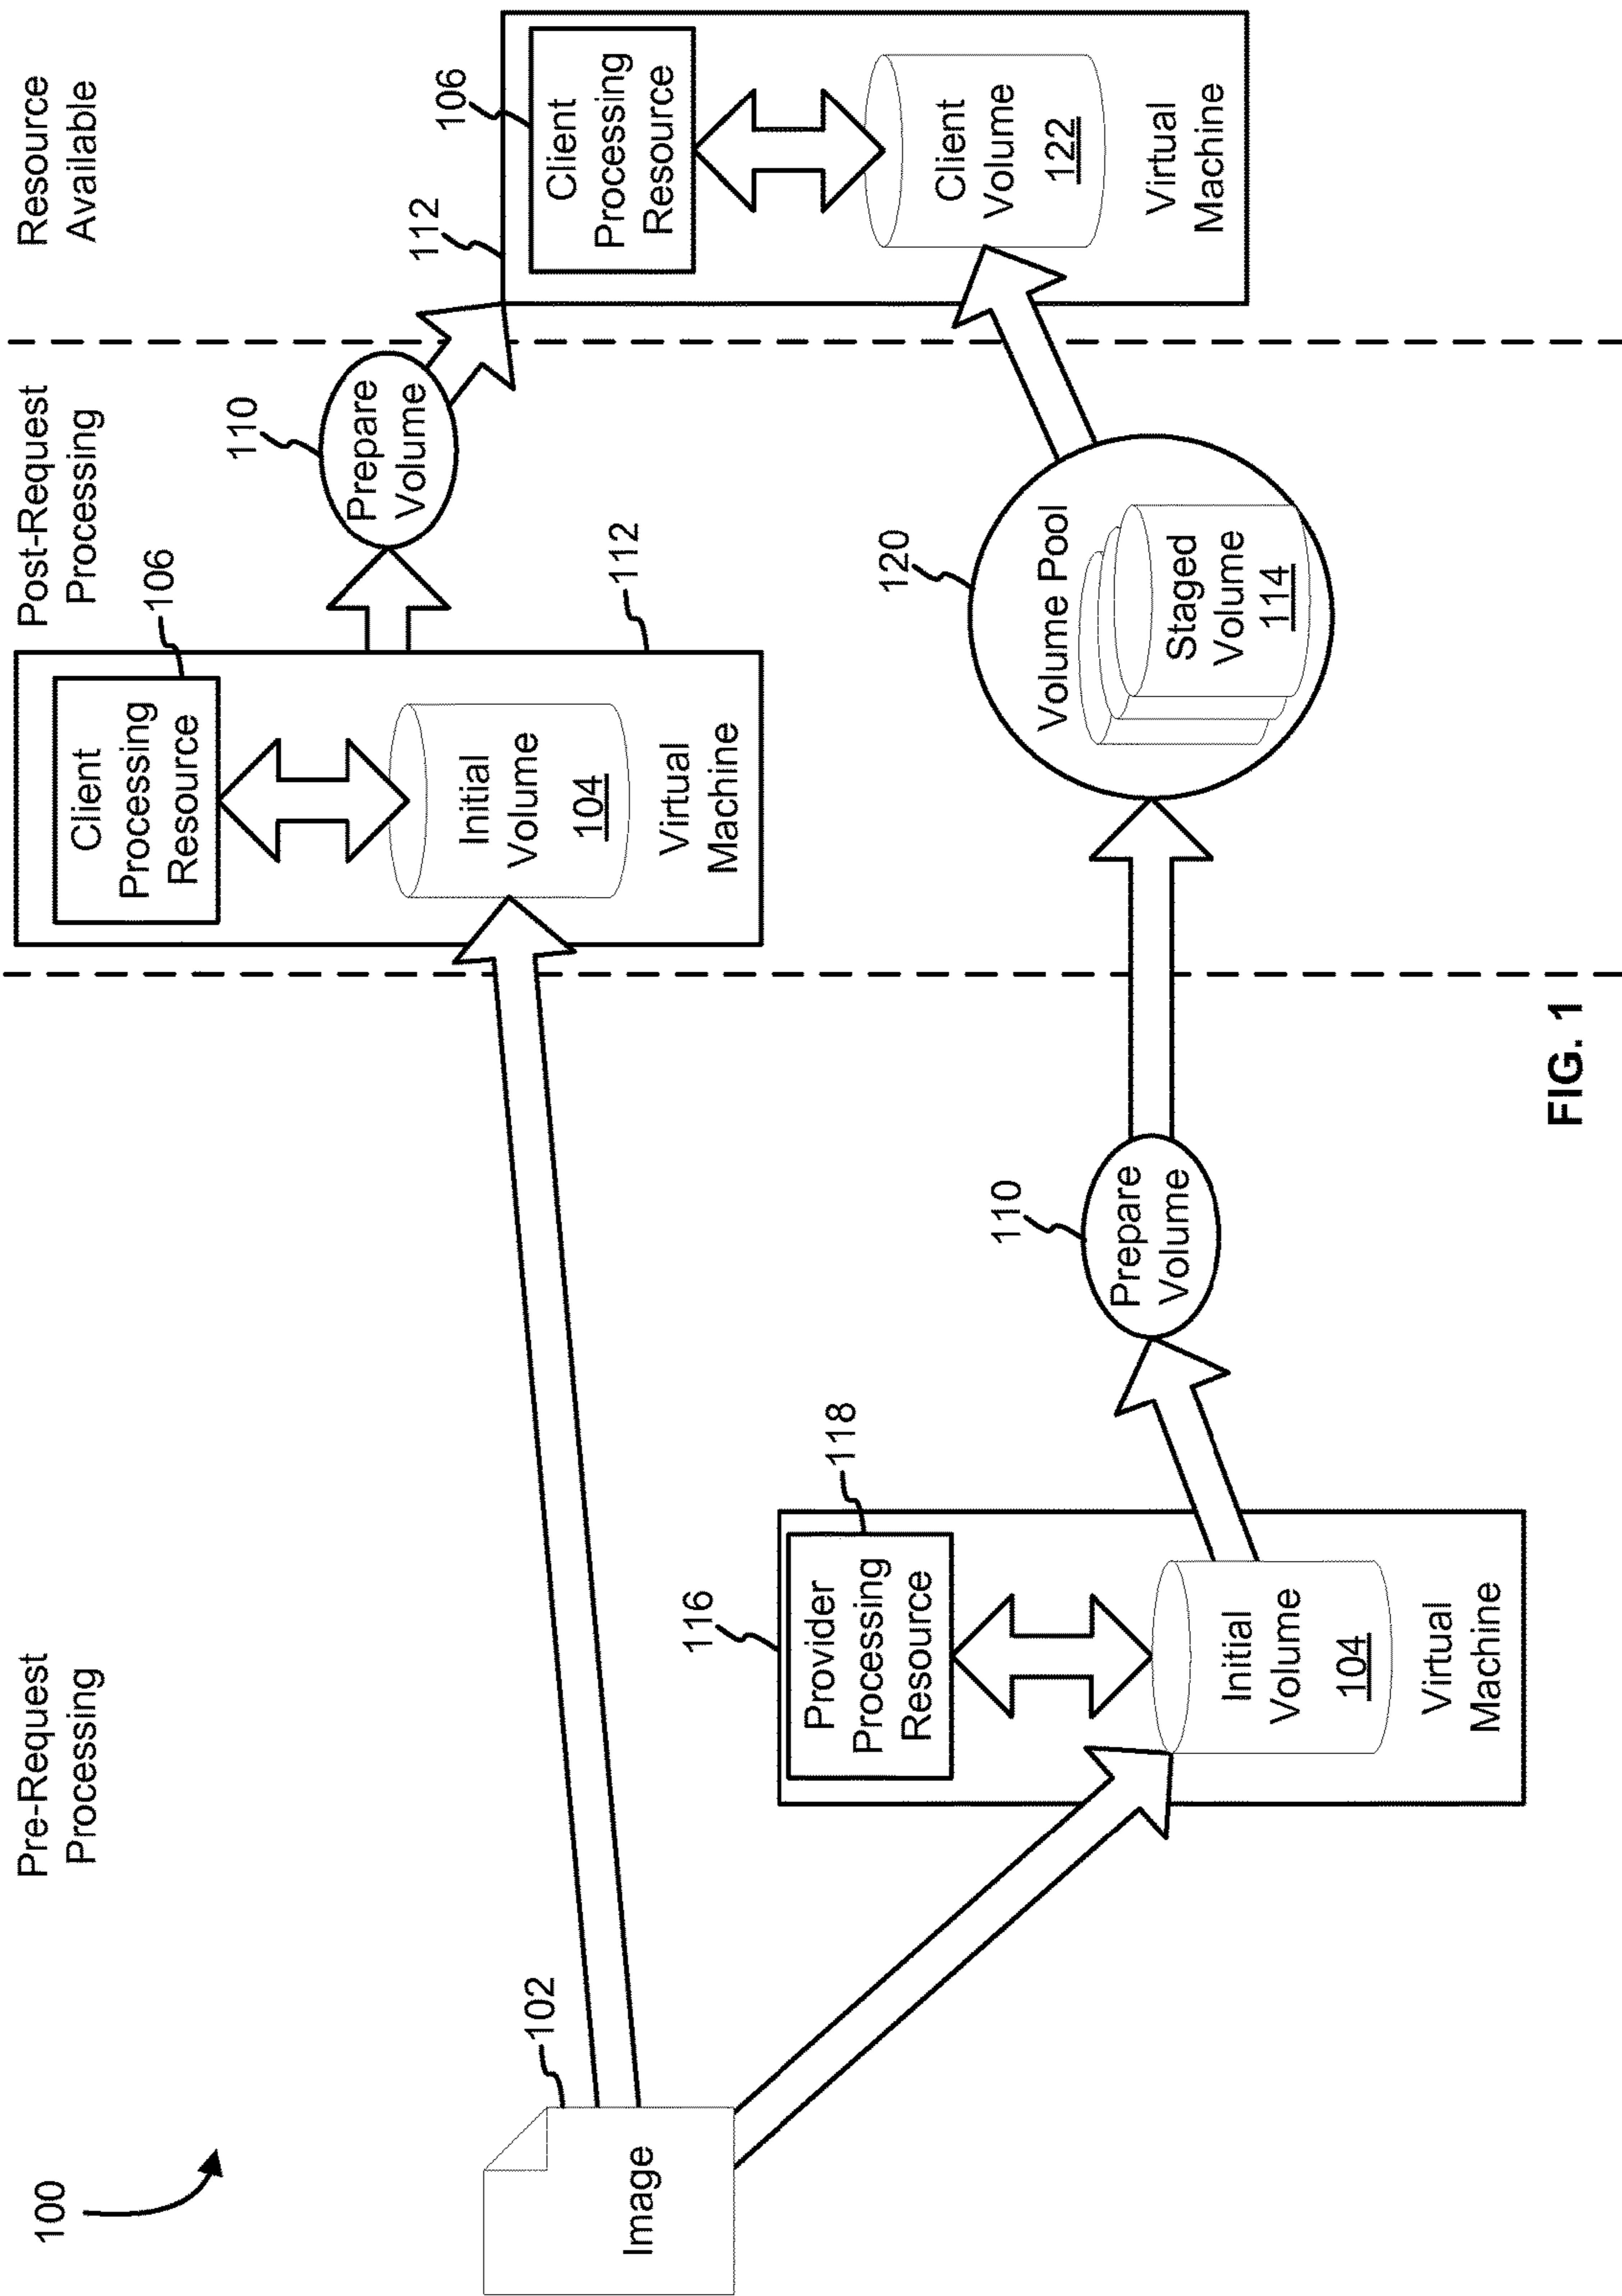 100
Pre-Request
Processing
Post-Request
Processing
Resource
Available
102
Image
Client
Processing
Resource
106
Initial
Volume
104
Virtual
Machine
112
110
Prepare
Volume
112
106
Client
Processing
Resource
Client
Volume
122
Virtual
Machine
116
118
Provider
Processing
Resource
Initial
Volume
104
Virtual
Machine
110
Prepare
Volume
120
Volume Pool
Staged
Volume
114
FIG. 1